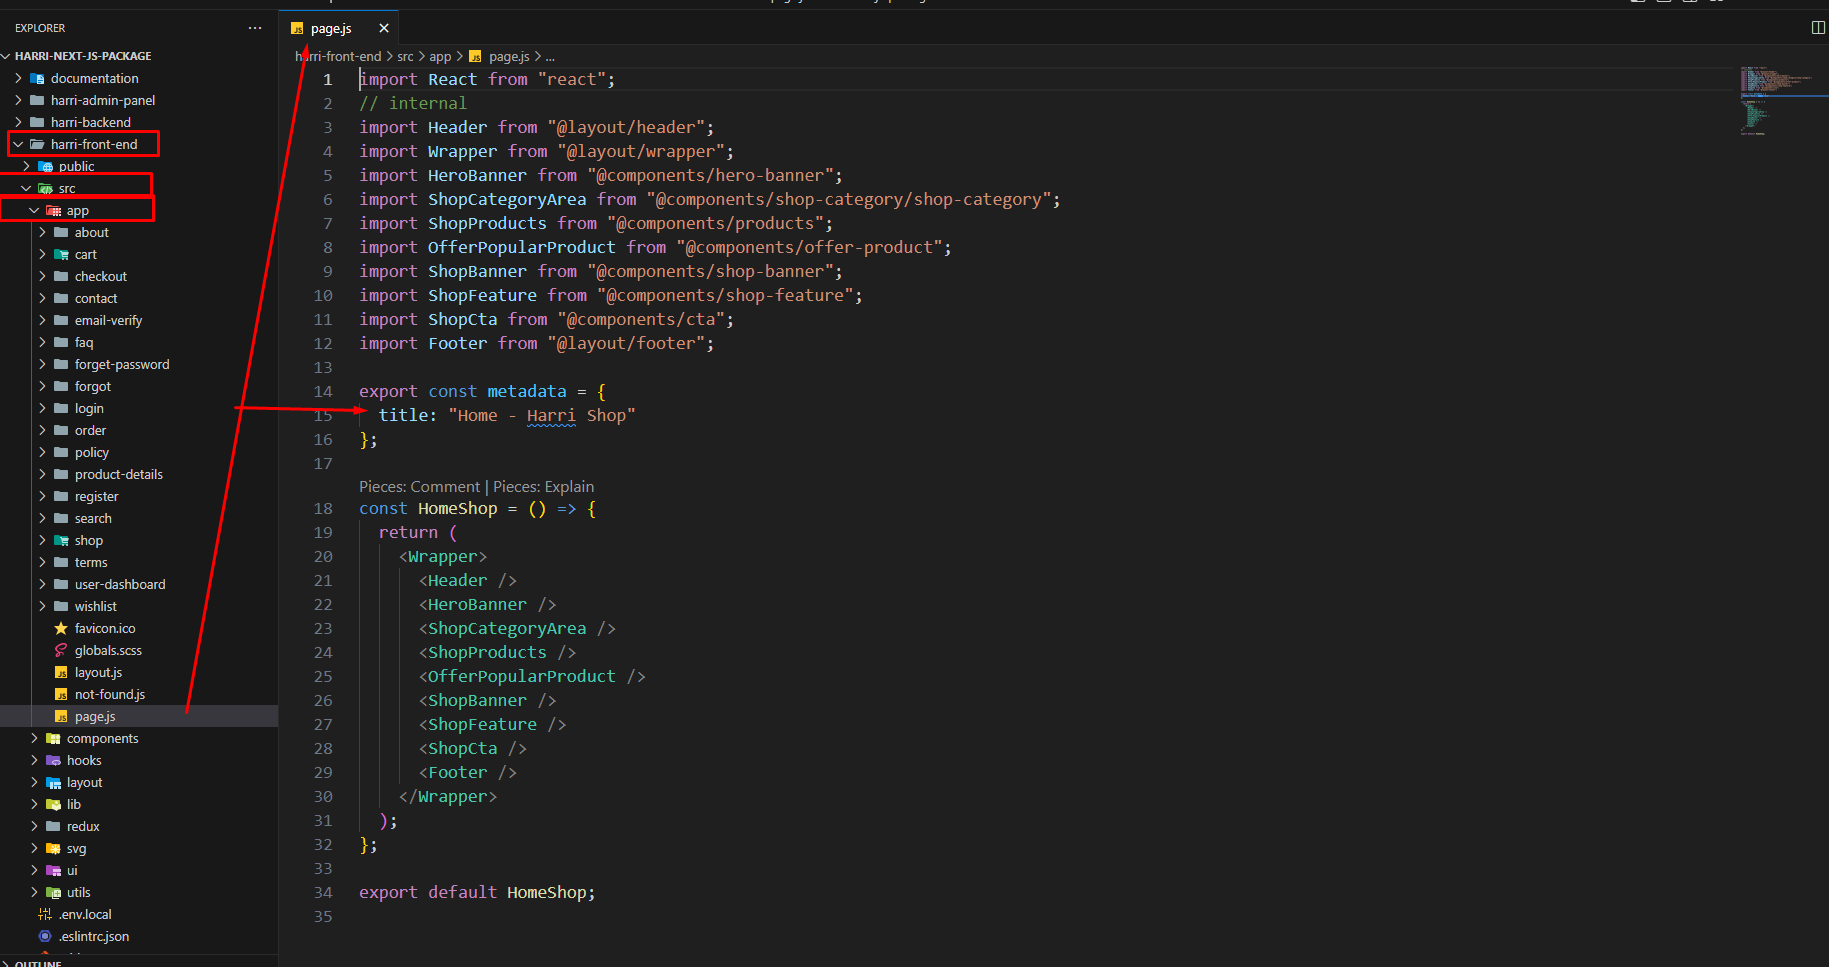 EXPLORER
HARRI-NEXT-JS-PACKAGE
documentation
harri-admin-panel
harri-backend
harri-front-end
public
src
app
about
cart
checkout
contact
email-verify
faq
forget-password
forgot
login
order
policy
product-details
register
search
shop
terms
user-dashboard
wishlist
favicon.ico
globals.scss
layout.js
not-found.js
page.js
components
hooks
layout
lib
redux
svg
ui
utils
.env.local
.eslintrc.json
OUTLINE
page.js
harri-front-end > src > app > page.js > ...
1 import React from "react";
2 // internal
3 import Header from "@layout/header";
4 import Wrapper from "@layout/wrapper";
5 import HeroBanner from "@components/hero-banner";
6 import ShopCategoryArea from "@components/shop-category/shop-category";
7 import ShopProducts from "@components/products";
8 import OfferPopularProduct from "@components/offer-product";
9 import ShopBanner from "@components/shop-banner";
10 import ShopFeature from "@components/shop-feature";
11 import ShopCta from "@components/cta";
12 import Footer from "@layout/footer";
13
14 export const metadata = {
15 title: "Home - Harri Shop"
16 };
17
Pieces: Comment | Pieces: Explain
18 const HomeShop = () => {
19 return (
20 <Wrapper>
21 <Header />
22 <HeroBanner />
23 <ShopCategoryArea />
24 <ShopProducts />
25 <OfferPopularProduct />
26 <ShopBanner />
27 <ShopFeature />
28 <ShopCta />
29 <Footer />
30 </Wrapper>
31 );
32 };
33
34 export default HomeShop;
35